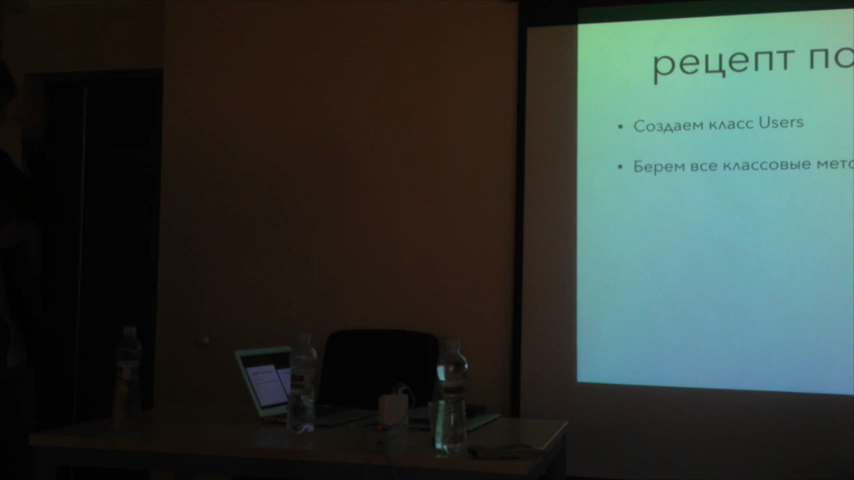 рецепт по
• Создаем класс Users
• Берем все классовые мето